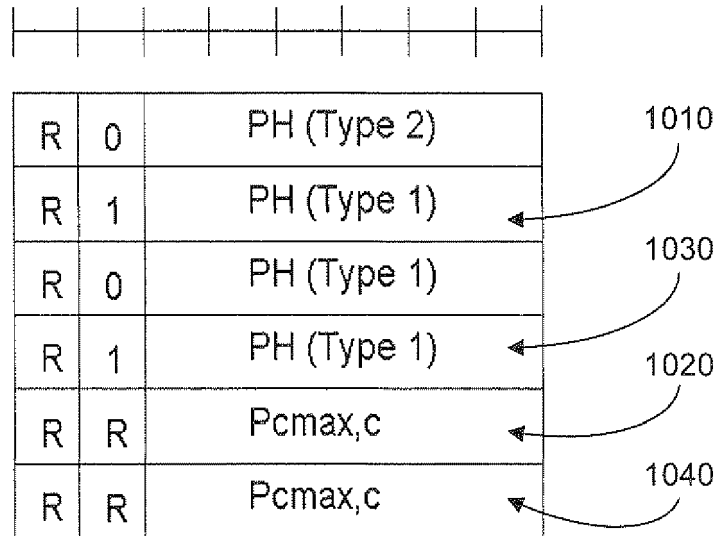 R 0 PH (Type 2) 1010
R 1 PH (Type 1)
R 0 PH (Type 1) 1030
R 1 PH (Type 1)
R R Pcmax,c 1020
R R Pcmax,c 1040